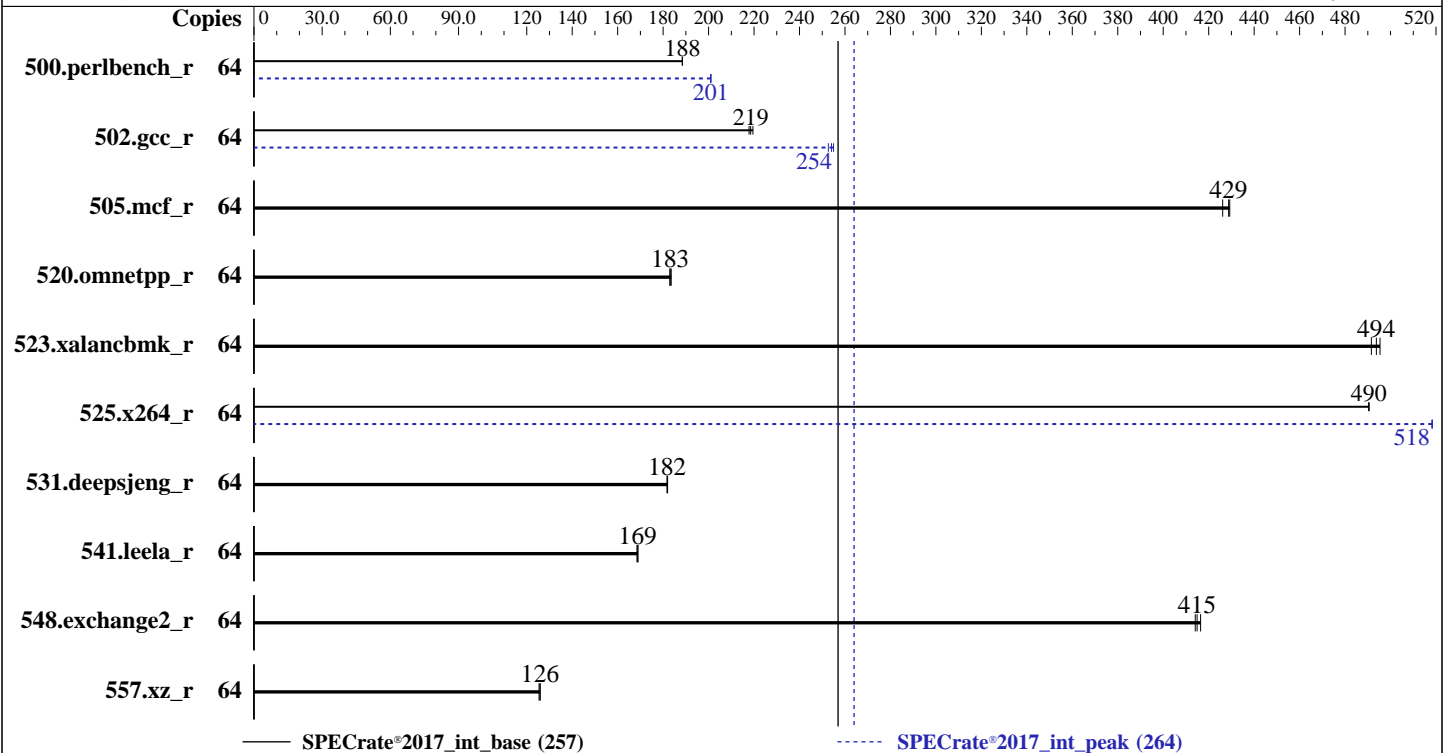 Copies 0 30.0 60.0 90.0 120 140 160 180 200 220 240 260 280 300 320 340 360 380 400 420 440 460 480 520
188
500.perlbench_r 64
201
219
502.gcc_r 64
254
429
505.mcf_r 64
183
520.omnetpp_r 64
494
523.xalancbmk_r 64
490
525.x264_r 64
518
182
531.deepsjeng_r 64
169
541.leela_r 64
415
548.exchange2_r 64
126
557.xz_r 64
SPECrate®2017_int_base (257) SPECrate®2017_int_peak (264)